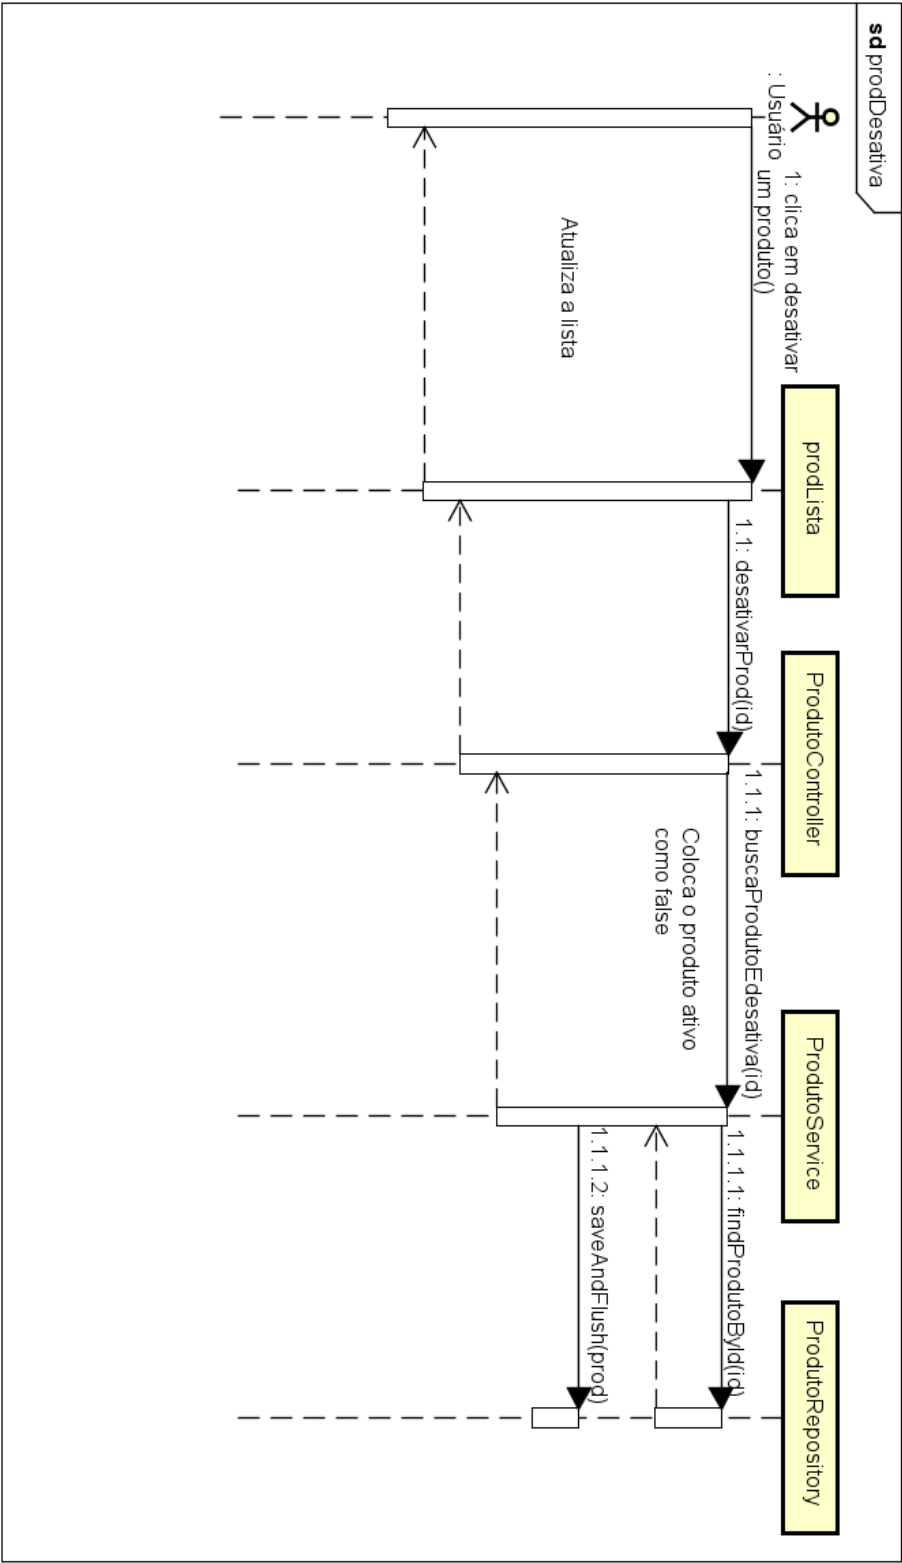 sd prodDesativa
: Usuário
prodLista
ProdutoController
ProdutoService
ProdutoRepository
1: clica em desativar
um produto()
1.1: desativarProd(id)
1.1.1: buscaProdutoEdesativa(id)
1.1.1.1: findProdutoById(id)
Coloca o produto ativo
como false
1.1.1.2: saveAndFlush(prod)
Atualiza a lista